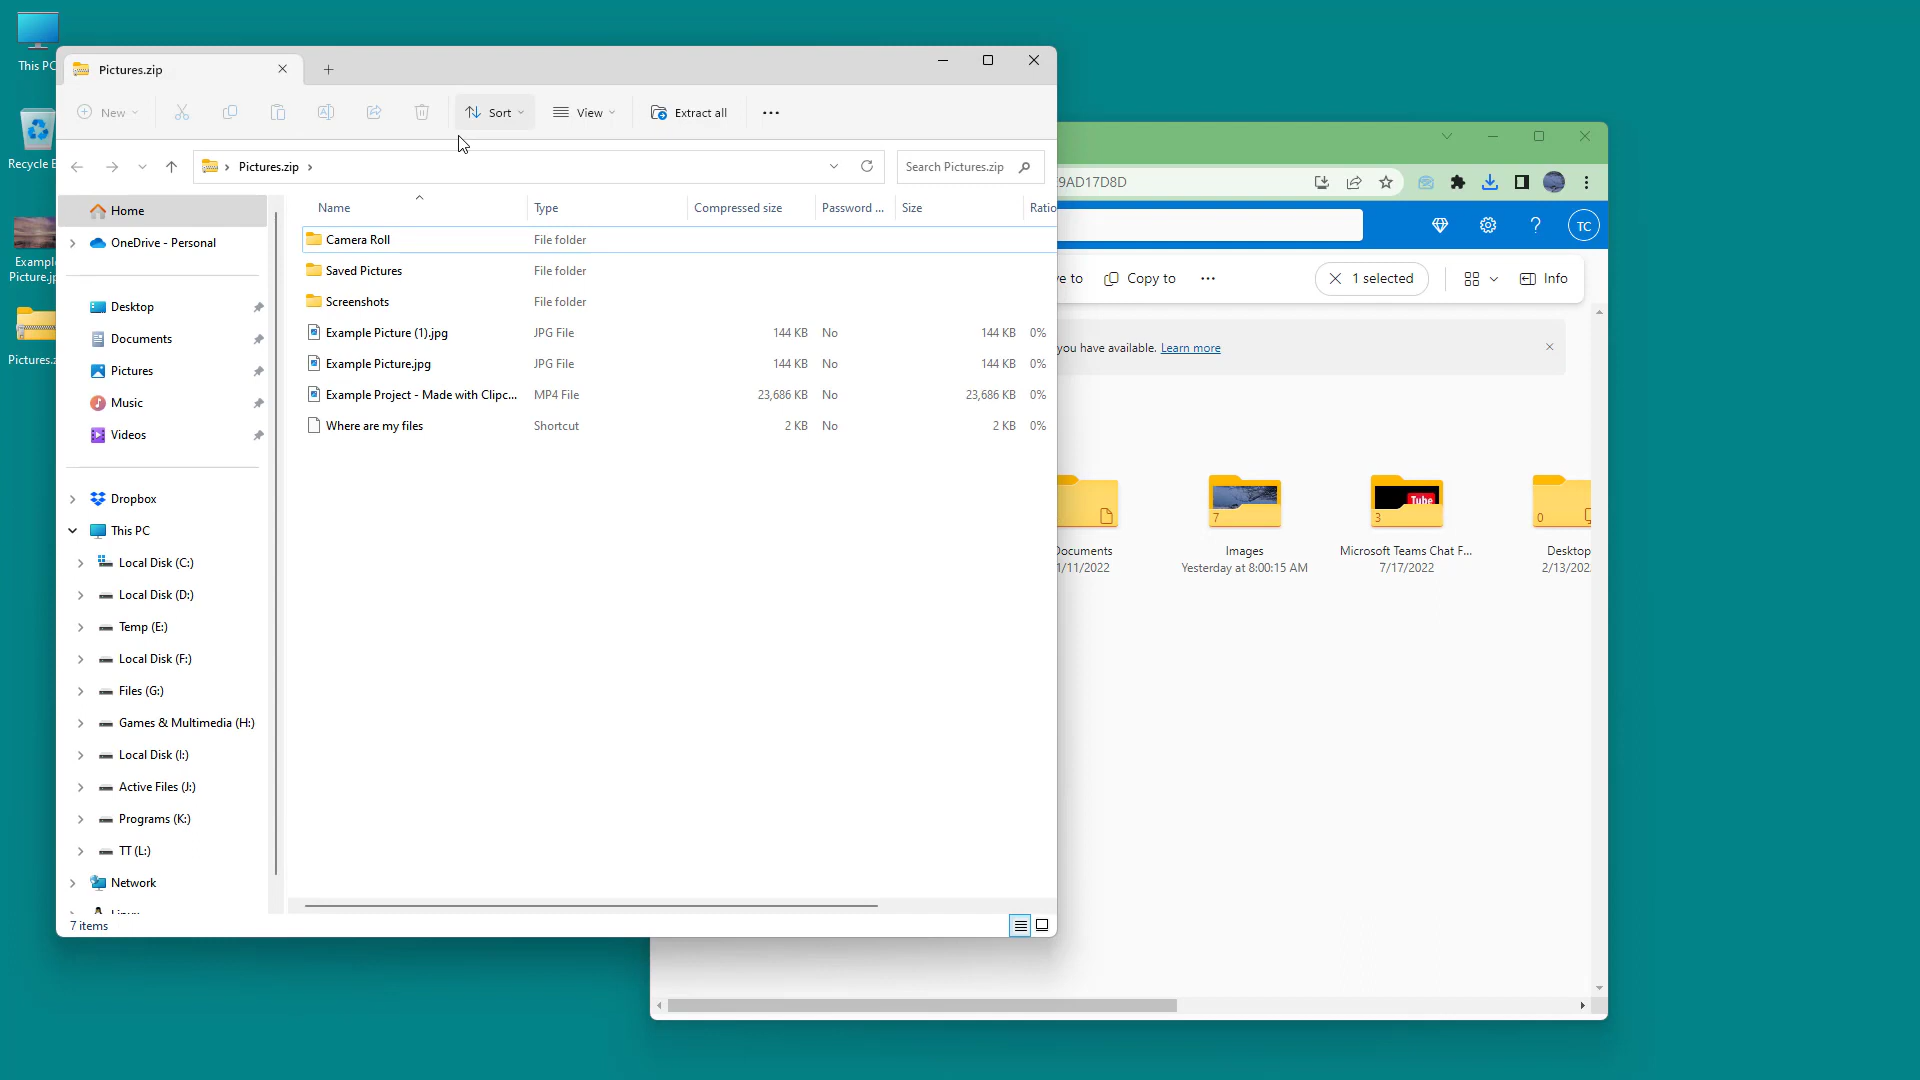 This PC
Recycle B
Example
Picture.jp
Pictures.z
Pictures.zip
New
Sort
View
Extract all
Pictures.zip
Search Pictures.zip
Home
OneDrive - Personal
Desktop
Documents
Pictures
Music
Videos
Dropbox
This PC
Local Disk (C:)
Local Disk (D:)
Temp (E:)
Local Disk (F:)
Files (G:)
Games & Multimedia (H:)
Local Disk (I:)
Active Files (J:)
Programs (K:)
TT (L:)
Network
Name Type Compressed size Password ... Size Ratio
Camera Roll File folder
Saved Pictures File folder
Screenshots File folder
Example Picture (1).jpg JPG File 144 KB No 144 KB 0%
Example Picture.jpg JPG File 144 KB No 144 KB 0%
Example Project - Made with Clipc... MP4 File 23,686 KB No 23,686 KB 0%
Where are my files Shortcut 2 KB No 2 KB 0%
7 items
9AD17D8D
TC
ve to
Copy to
1 selected
Info
you have available. Learn more
7
Tube
3
0
Documents
1/11/2022
Images
Yesterday at 8:00:15 AM
Microsoft Teams Chat F...
7/17/2022
Desktop
2/13/202